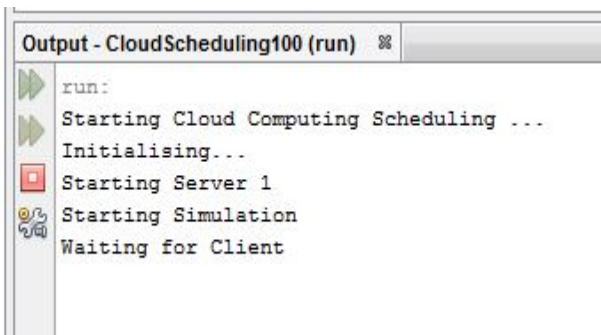 Output - CloudScheduling100 (run)
run:
Starting Cloud Computing Scheduling ...
Initialising...
Starting Server 1
Starting Simulation
Waiting for Client